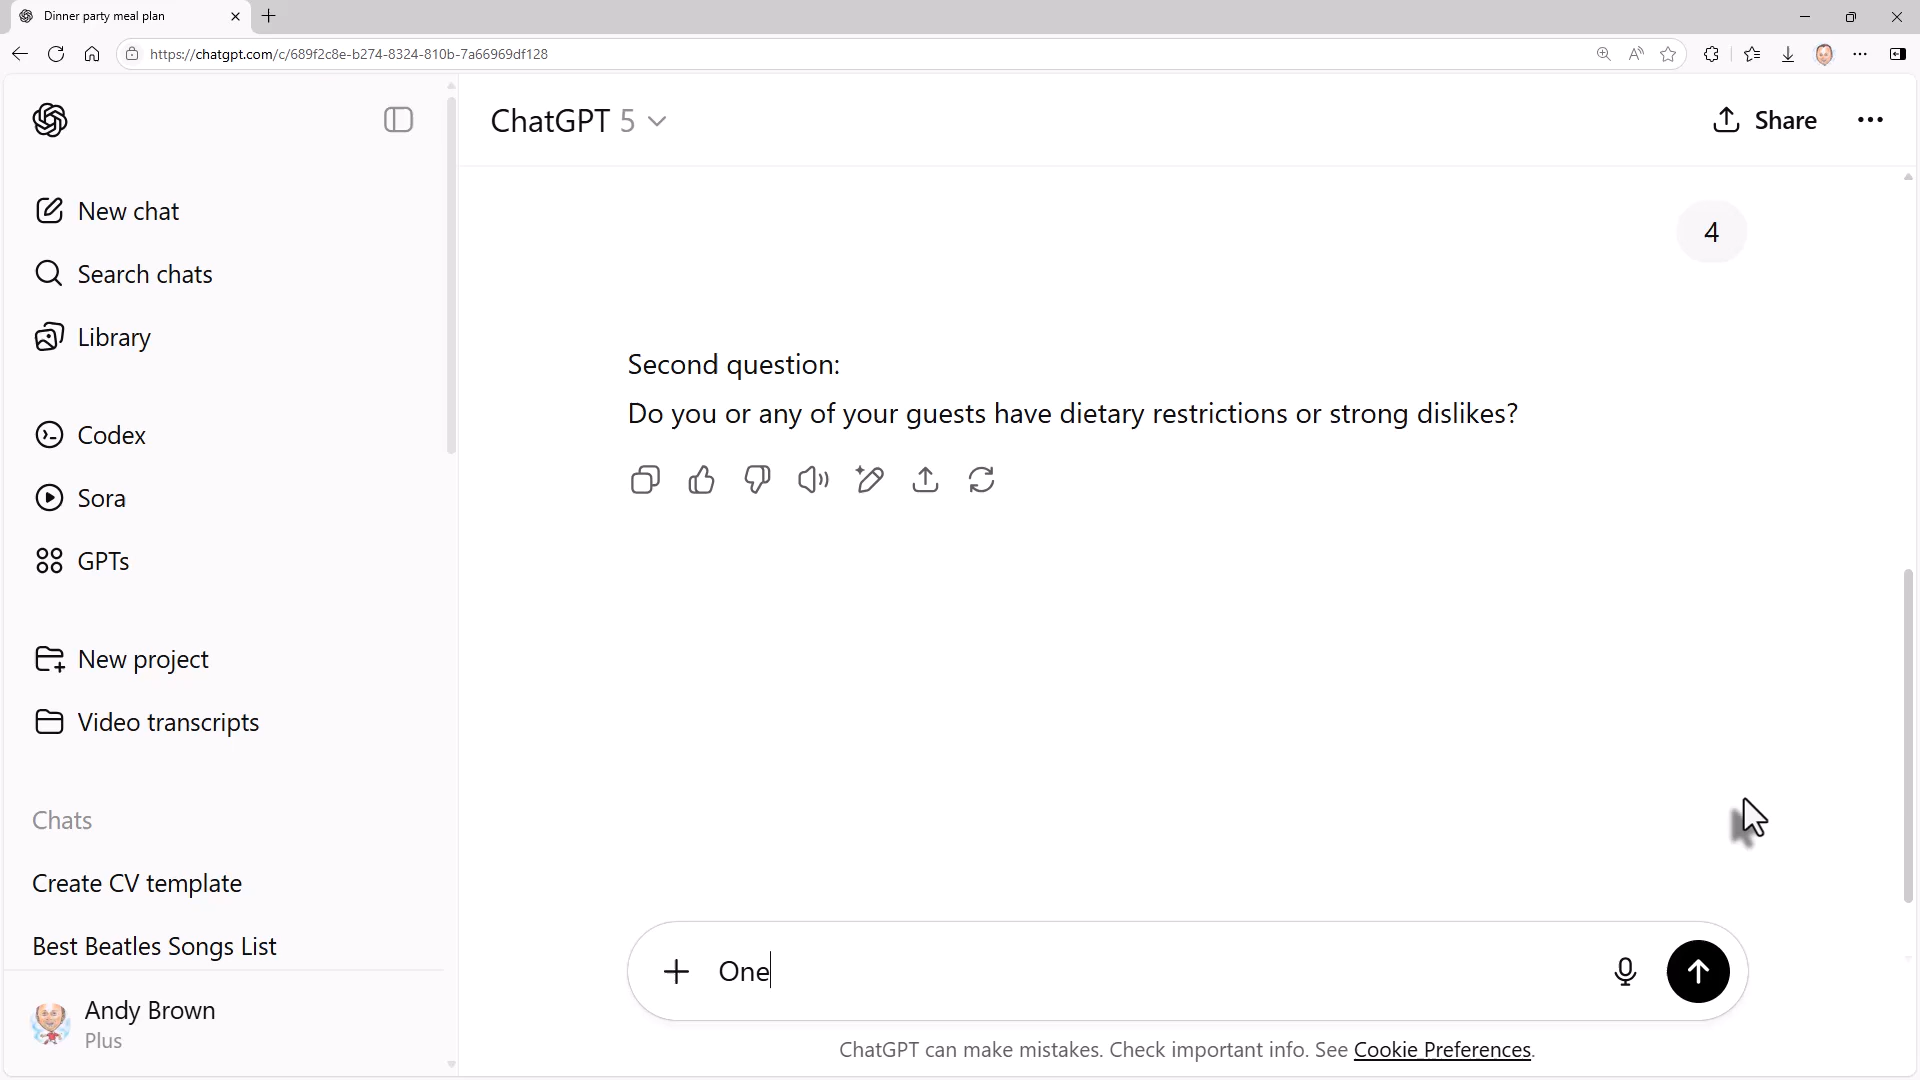 Dinner party meal plan
https://chatgpt.com/c/689f2c8e-b274-8324-810b-7a66969df128
ChatGPT 5
Share
New chat
Search chats
Library
Codex
Sora
GPTs
New project
Video transcripts
Chats
Create CV template
Best Beatles Songs List
Andy Brown
Plus
4
Second question:
Do you or any of your guests have dietary restrictions or strong dislikes?
One
ChatGPT can make mistakes. Check important info. See Cookie Preferences.